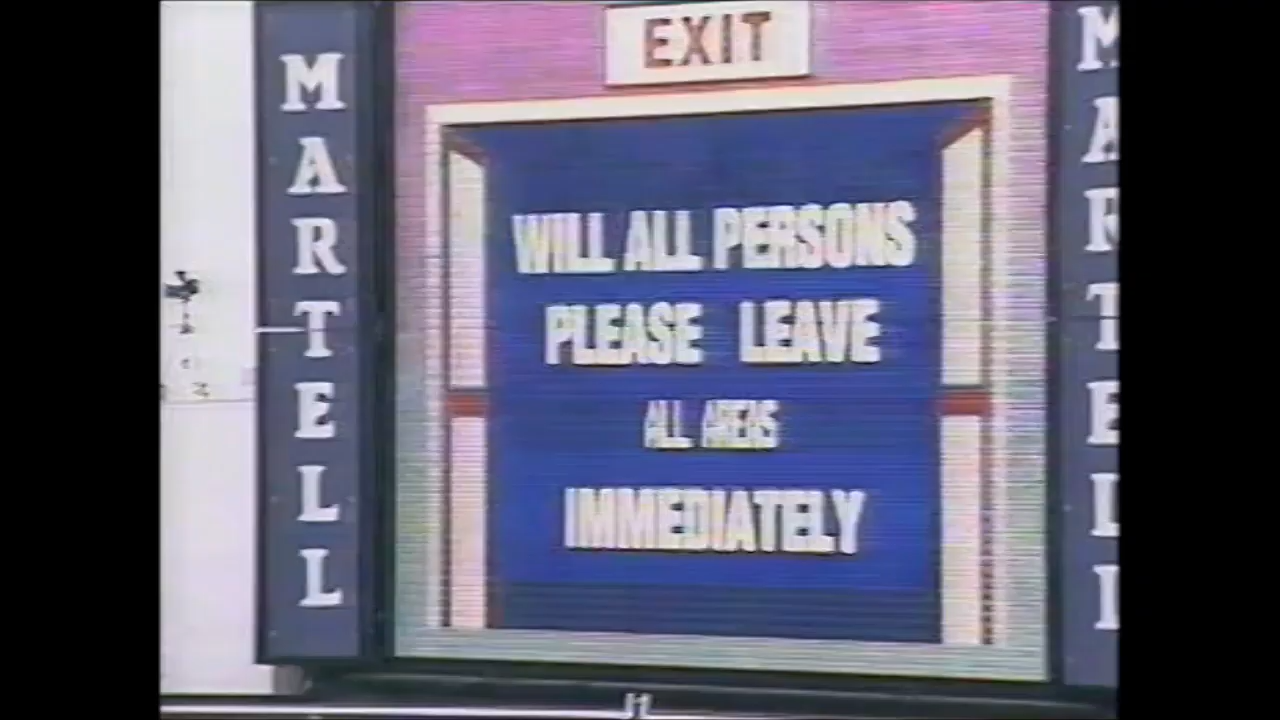 MARTELL
EXIT
WILL ALL PERSONS
PLEASE LEAVE
ALL AREAS
IMMEDIATELY
MARTELL